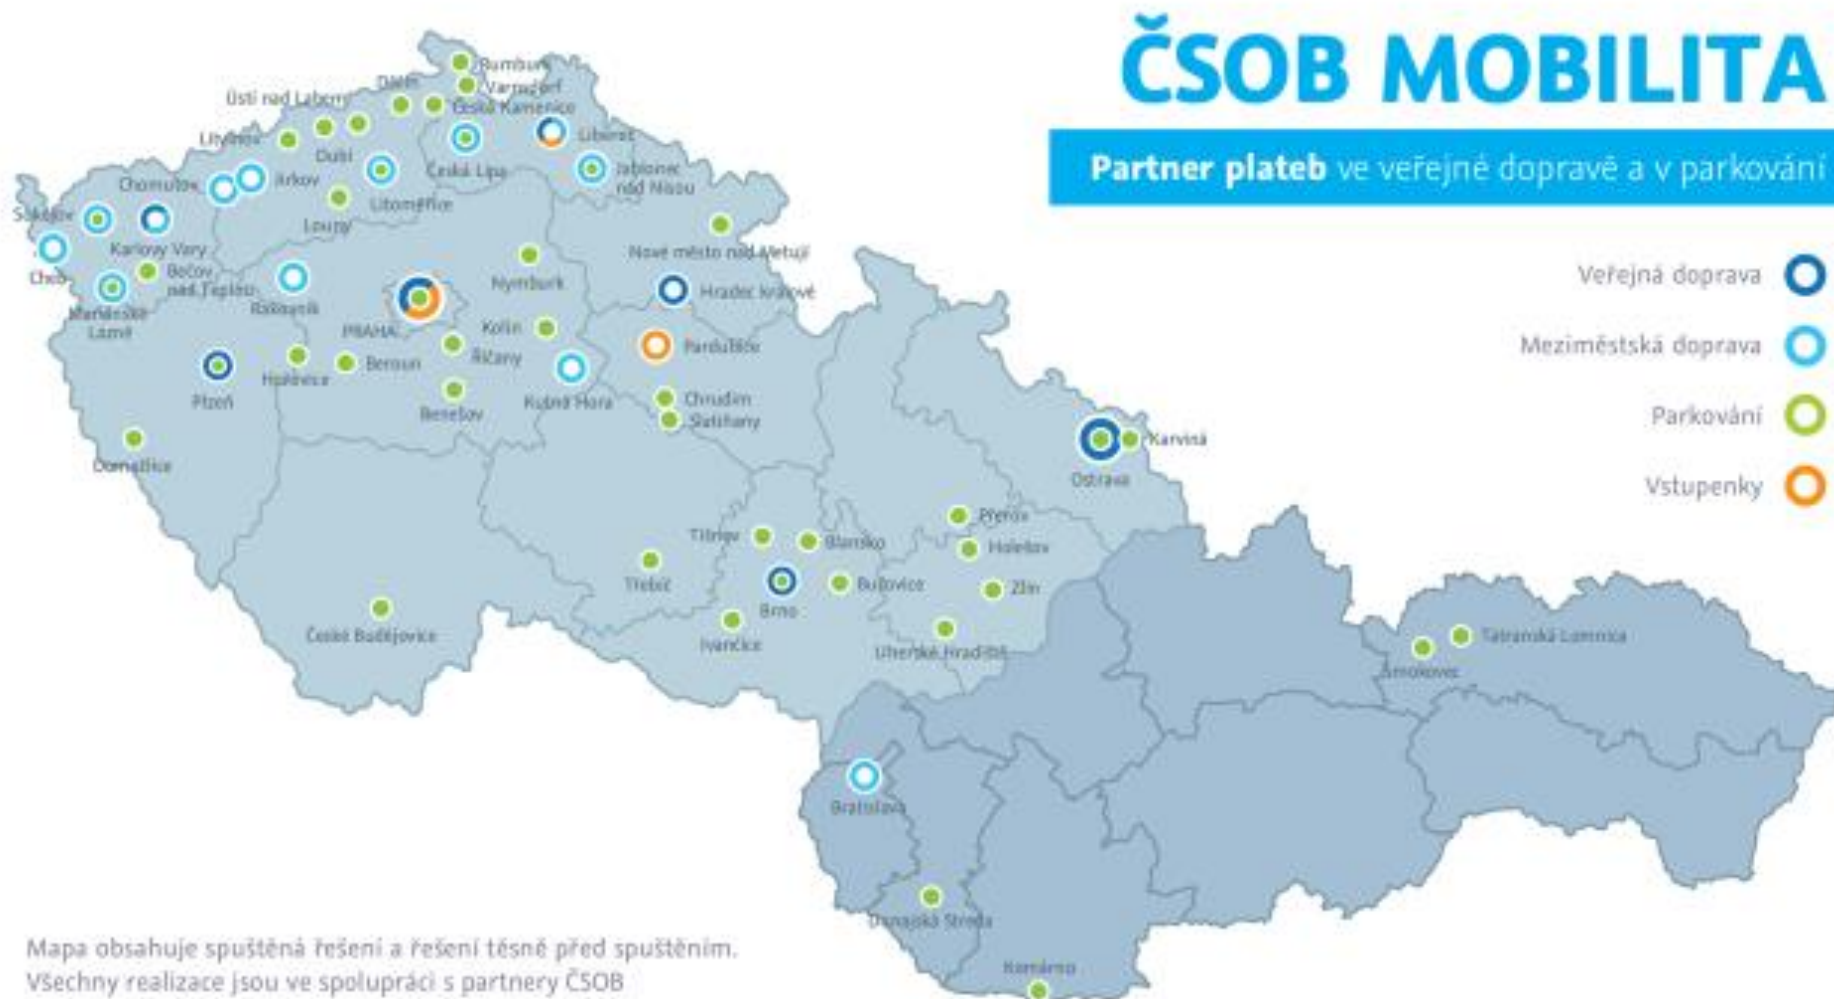 ČSOB MOBILITA
Partner plateb ve veřejné dopravě a v parkování
Veřejná doprava
Meziměstská doprava
Parkování
Vstupenky
Rumburk
Děčín
Varnsdorf
Ústí nad Labem
Česká Kamenice
Litvínov
Liberec
Dubí
Česká Lípa
Jablonec
nad Nisou
Chomutov
Jirkov
Litoměřice
Sokolov
Louny
Karlovy Vary
Nové město nad Metují
Cheb
Bečov
nad Teplou
Nymburk
Hradec králové
Mariánské
Lázně
Rakovník
PRAHA
Kolín
Pardubice
Říčany
Hořovice
Beroun
Plzeň
Benešov
Kutná Hora
Chrudim
Slatiňany
Domažlice
Karviná
Ostrava
Přerov
Tišnov
Blansko
Holešov
Třebíč
Bučovice
Zlín
Brno
České Budějovice
Ivančice
Uherské Hradiště
Tatranská Lomnica
Smokovec
Bratislava
Dunajská Streda
Komárno
Mapa obsahuje spuštěná řešení a řešení těsně před spuštěním.
Všechny realizace jsou ve spolupráci s partnery ČSOB